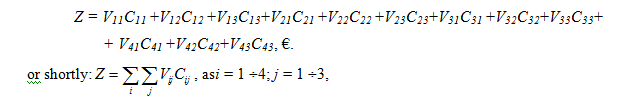 Z = V11C11 +V12C12 +V13C13+V21C21 +V22C22 +V23C23+V31C31 +V32C32+V33C33+
+ V41C41 +V42C42+V43C43, €.
or shortly: Z = ∑∑VijCij , asi = 1 ÷4; j = 1 ÷3,
i j